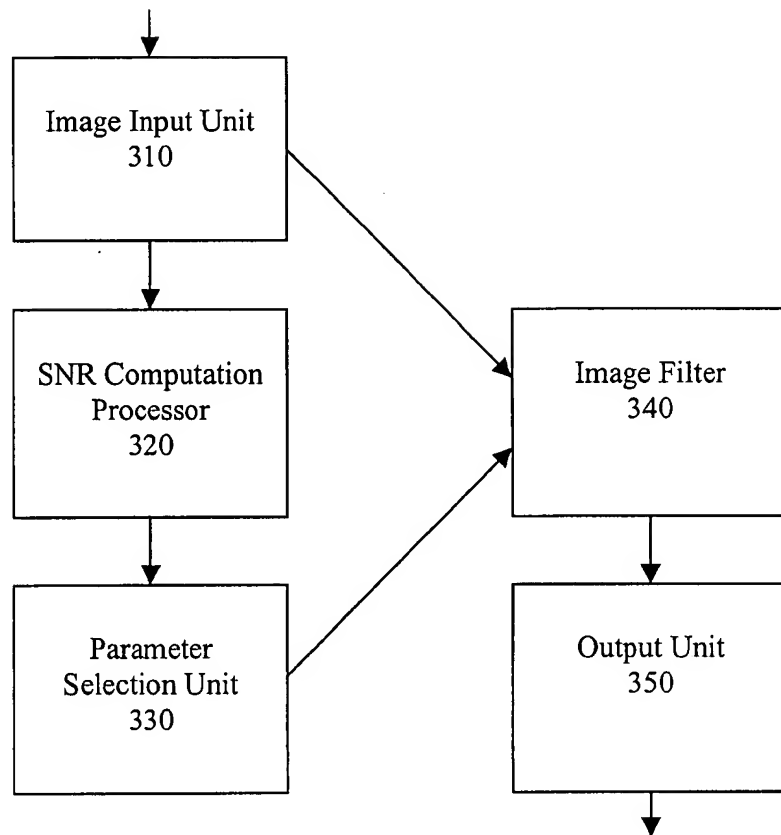 Image Input Unit
310
SNR Computation
Processor
320
Image Filter
340
Parameter
Selection Unit
330
Output Unit
350